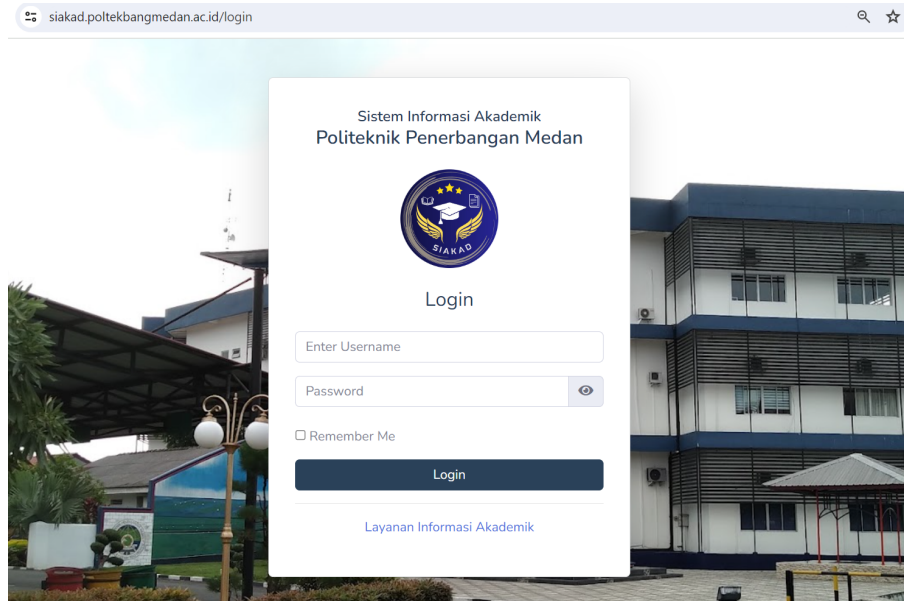 siakad.poltekbangmedan.ac.id/login
Sistem Informasi Akademik
Politeknik Penerbangan Medan
SIAKAD
Login
Enter Username
Password
Remember Me
Login
Layanan Informasi Akademik